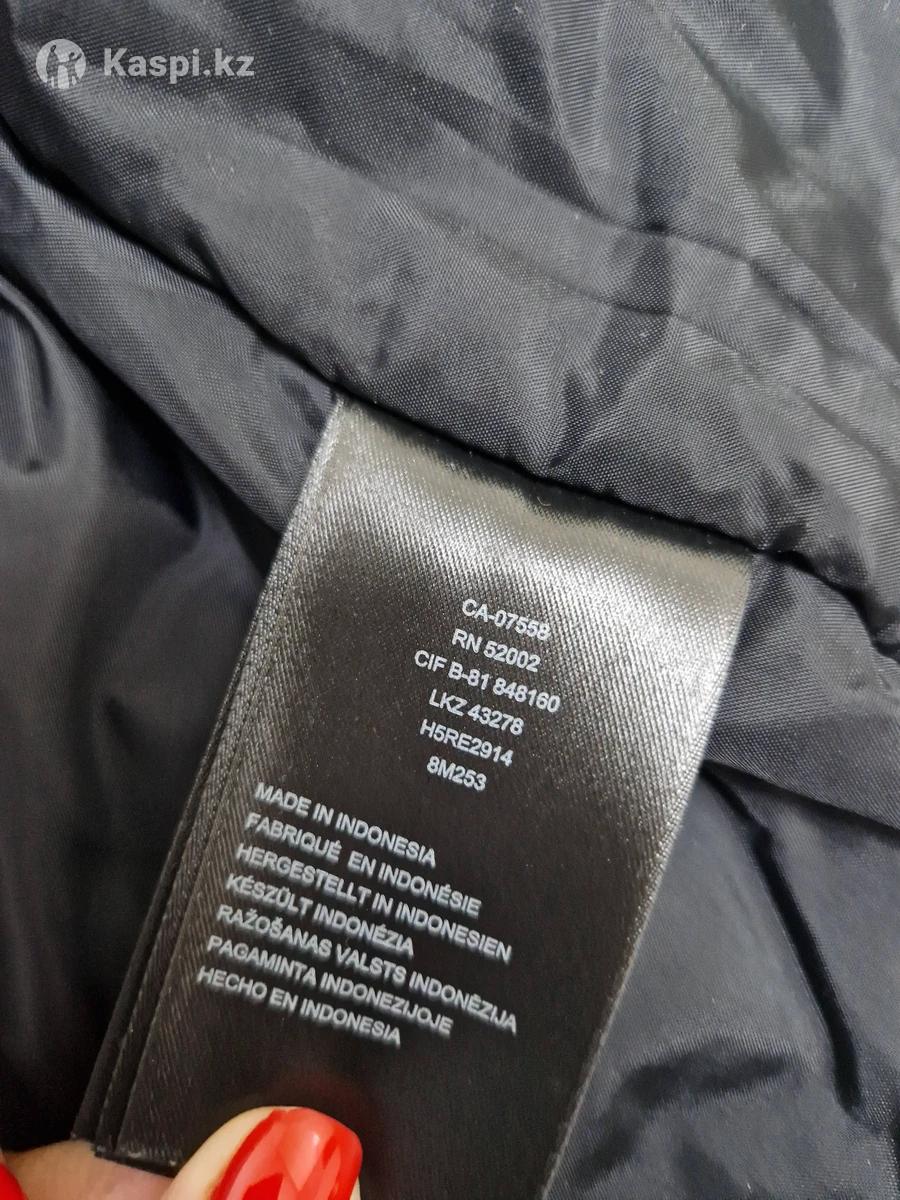 Kaspi.kz
CA-07558
RN 52002
CIF B-81 848160
LKZ 43278
H5RE2914
8M253
MADE IN INDONESIA
FABRIQUÉ EN INDONÉSIE
HERGESTELLT IN INDONESIEN
KÉSZÜLT INDONÉZIA
RAŽOŠANAS VALSTS INDONĒZIJA
PAGAMINTA INDONEZIJOJE
HECHO EN INDONESIA